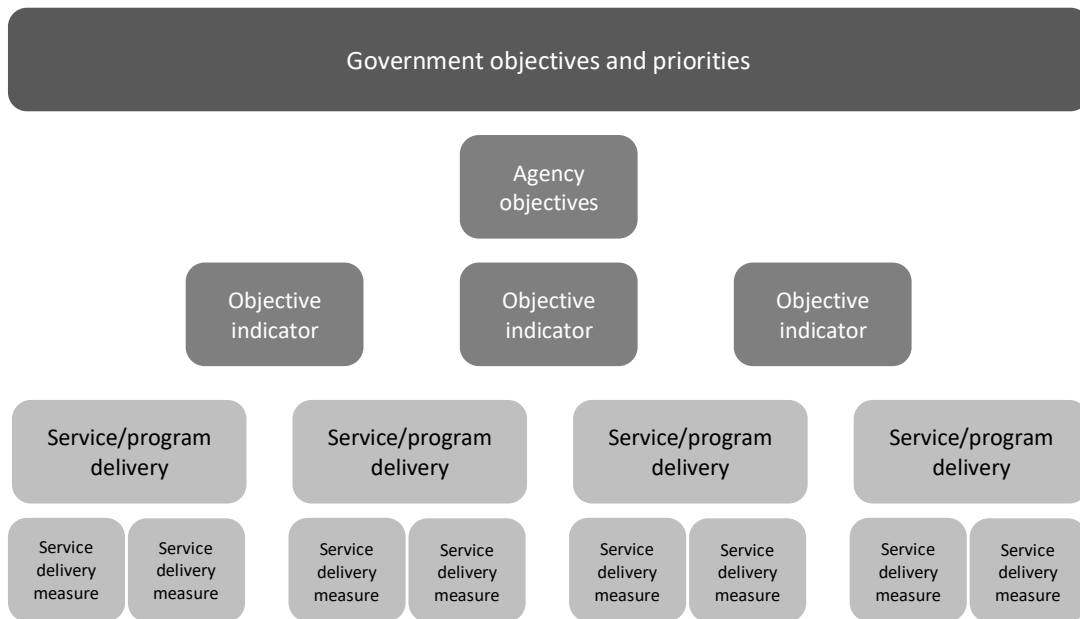 Government objectives and priorities
Agency
objectives
Objective
indicator
Objective
indicator
Objective
indicator
Service/program
delivery
Service/program
delivery
Service/program
delivery
Service/program
delivery
Service
delivery
measure
Service
delivery
measure
Service
delivery
measure
Service
delivery
measure
Service
delivery
measure
Service
delivery
measure
Service
delivery
measure
Service
delivery
measure